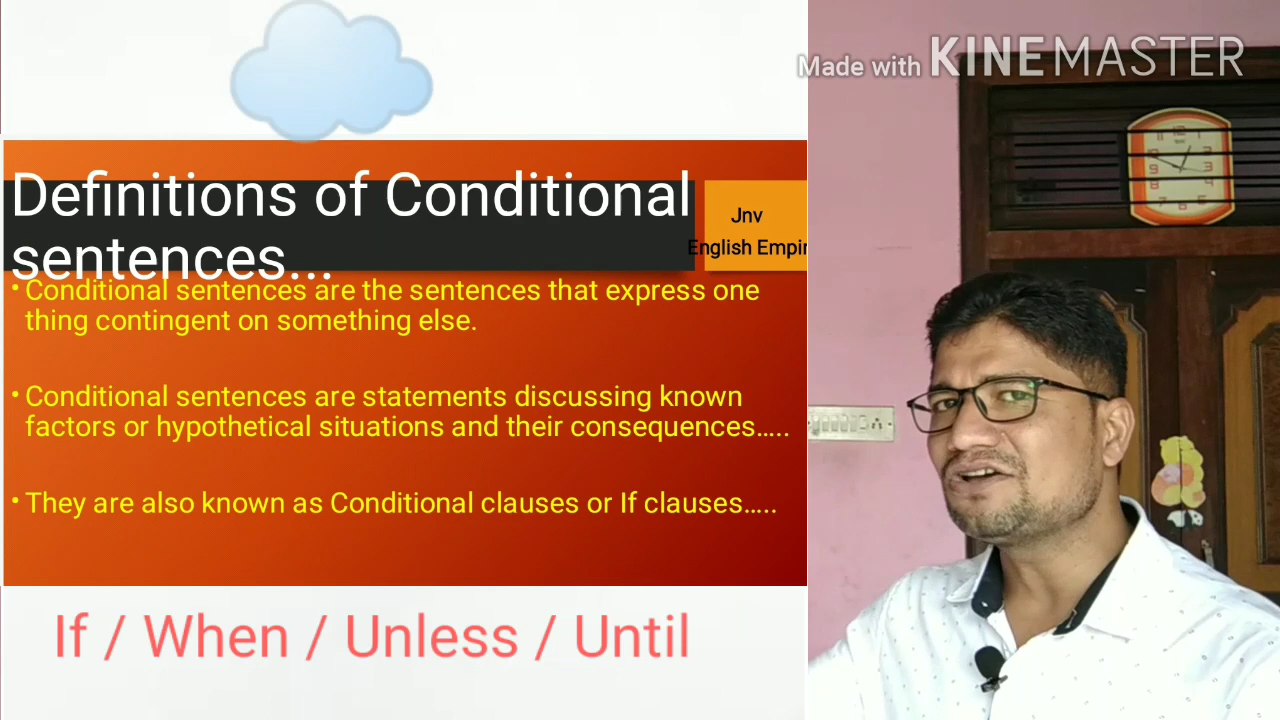 Made with KINEMASTER
Definitions of Conditional
sentences...
Jnv
English Empir
• Conditional sentences are the sentences that express one
thing contingent on something else.
• Conditional sentences are statements discussing known
factors or hypothetical situations and their consequences…..
• They are also known as Conditional clauses or If clauses…..
If / When / Unless / Until